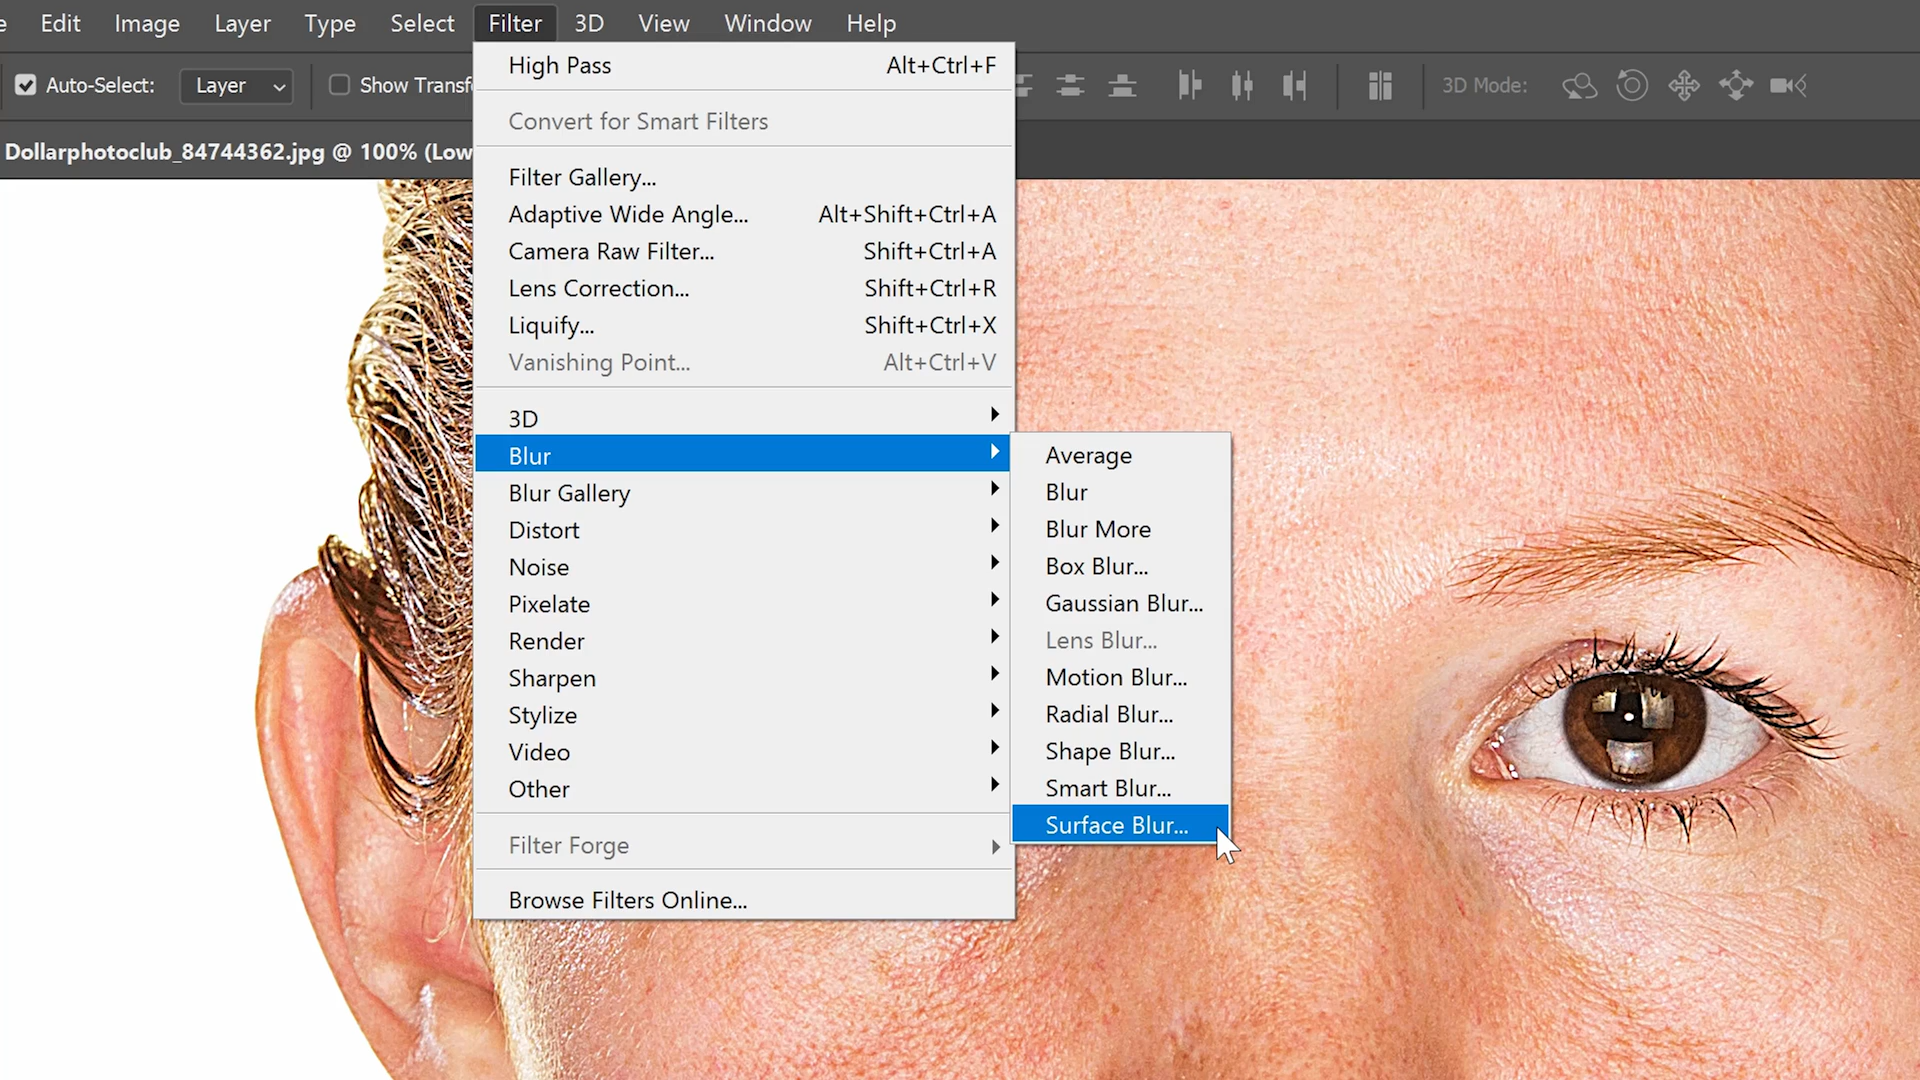 Edit Image Layer Type Select Filter 3D View Window Help
Auto-Select: Layer Show Transf 3D Mode:
Dollarphotoclub_84744362.jpg @ 100% (Low
High Pass Alt+Ctrl+F
Convert for Smart Filters
Filter Gallery...
Adaptive Wide Angle... Alt+Shift+Ctrl+A
Camera Raw Filter... Shift+Ctrl+A
Lens Correction... Shift+Ctrl+R
Liquify... Shift+Ctrl+X
Vanishing Point... Alt+Ctrl+V
3D
Blur
Blur Gallery
Distort
Noise
Pixelate
Render
Sharpen
Stylize
Video
Other
Filter Forge
Browse Filters Online...
Average
Blur
Blur More
Box Blur...
Gaussian Blur...
Lens Blur...
Motion Blur...
Radial Blur...
Shape Blur...
Smart Blur...
Surface Blur...